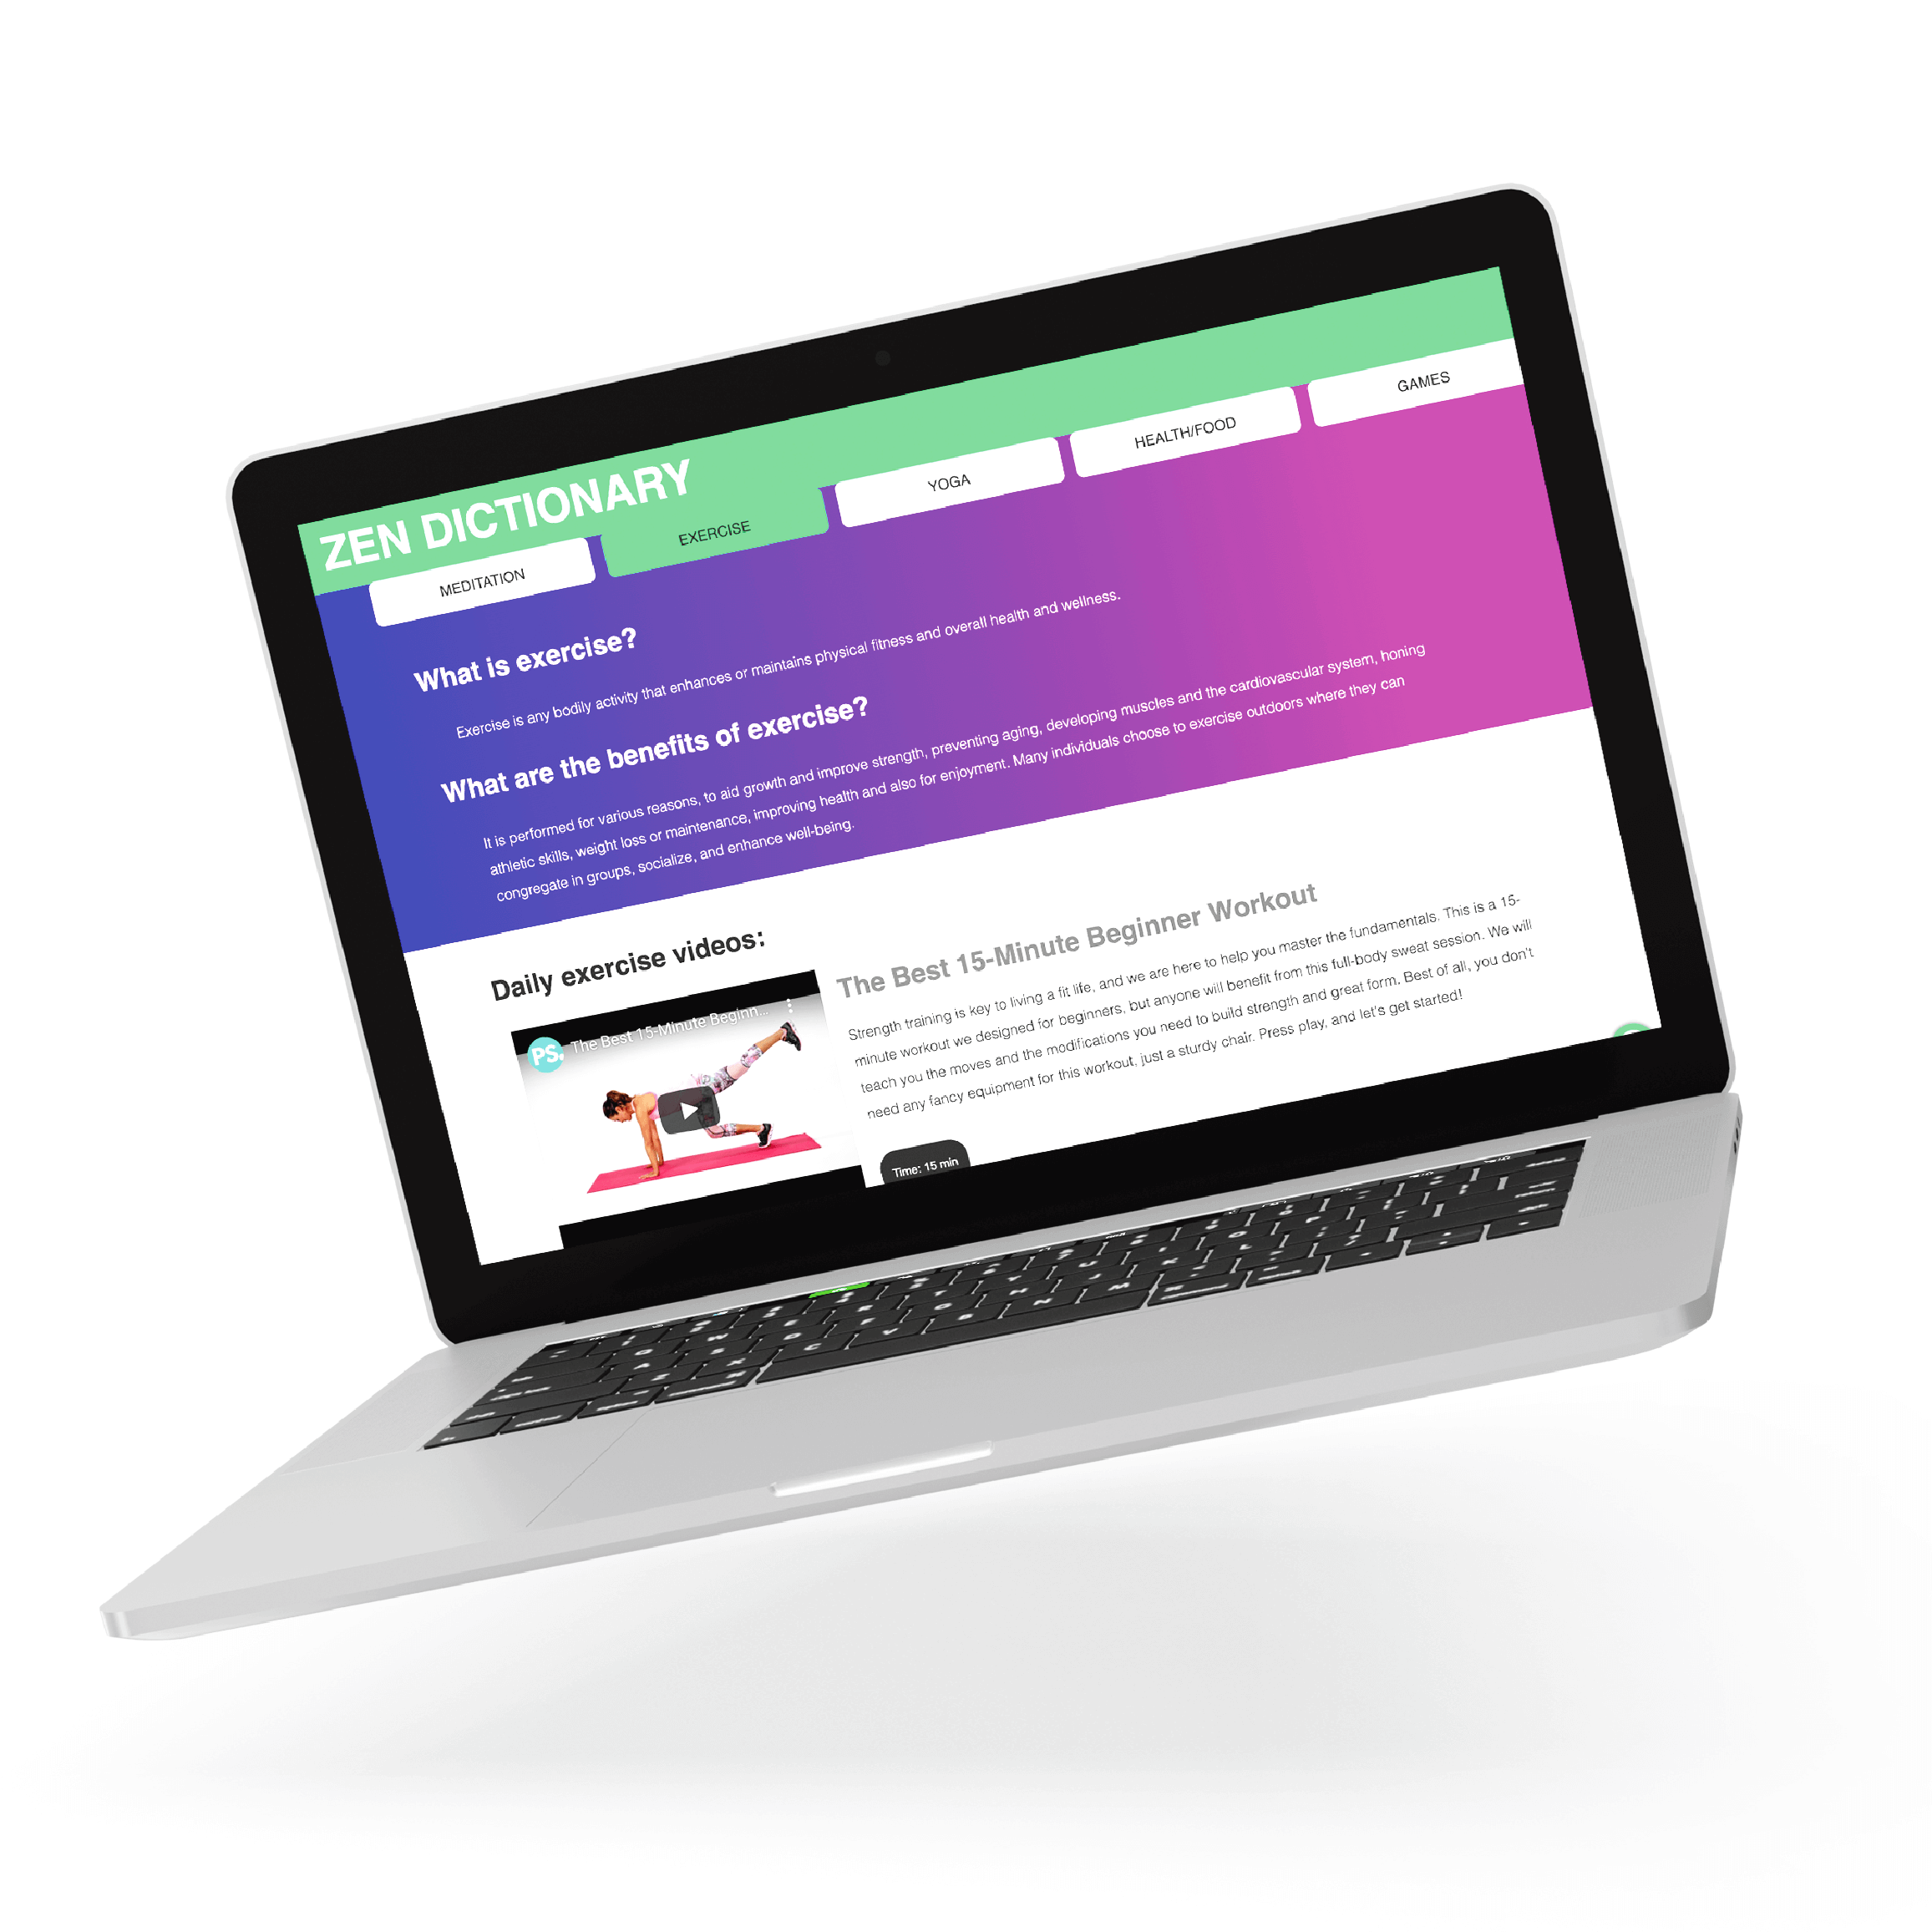 ZEN DICTIONARY
MEDITATION
EXERCISE
YOGA
HEALTH/FOOD
GAMES
What is exercise?
Exercise is any bodily activity that enhances or maintains physical fitness and overall health and wellness.
What are the benefits of exercise?
It is performed for various reasons, to aid growth and improve strength, preventing aging, developing muscles and the cardiovascular system, honing
athletic skills, weight loss or maintenance, improving health and also for enjoyment. Many individuals choose to exercise outdoors where they can
congregate in groups, socialize, and enhance well-being.
Daily exercise videos:
PS.
The Best 15-Minute Beginn...
The Best 15-Minute Beginner Workout
Strength training is key to living a fit life, and we are here to help you master the fundamentals. This is a 15-
minute workout we designed for beginners, but anyone will benefit from this full-body sweat session. We will
teach you the moves and the modifications you need to build strength and great form. Best of all, you don't
need any fancy equipment for this workout, just a sturdy chair. Press play, and let's get started!
Time: 15 min